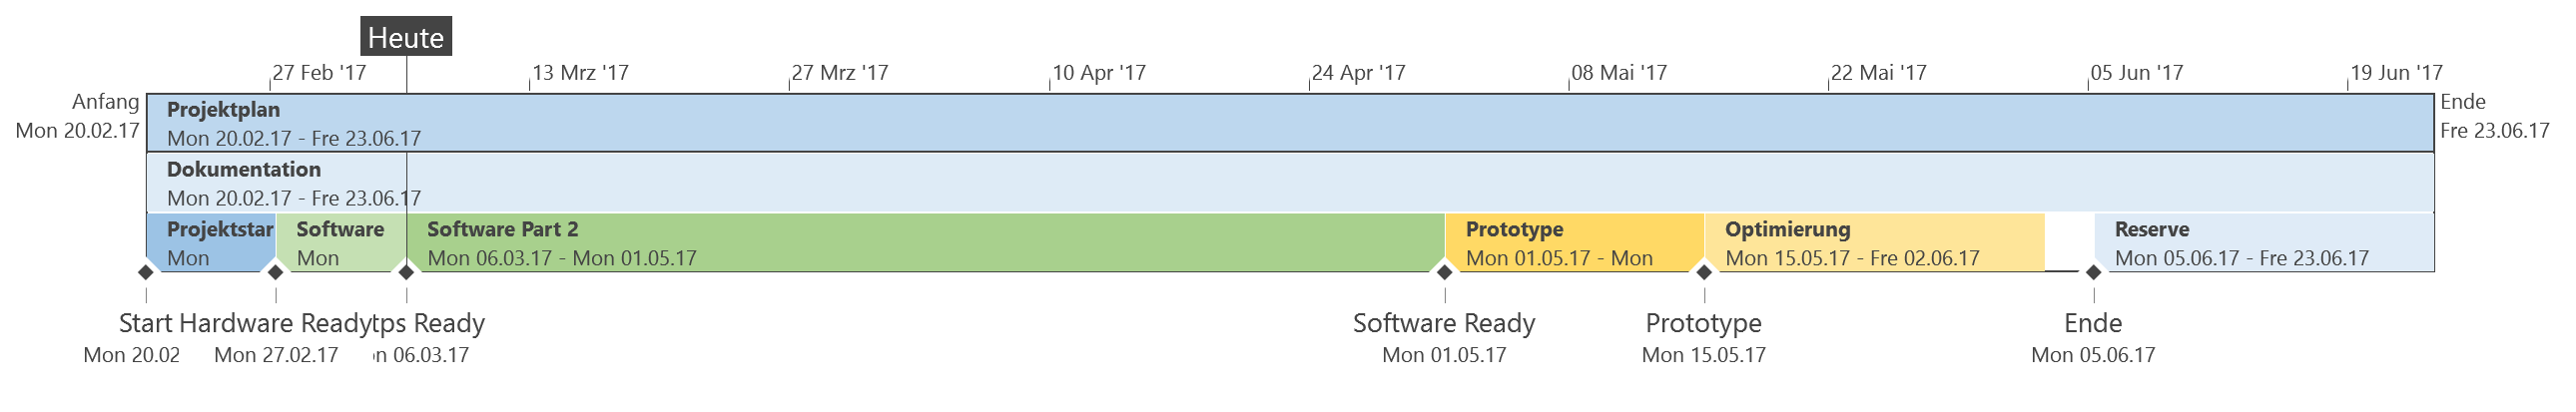 Heute
27 Feb '17
13 Mrz '17
27 Mrz '17
10 Apr '17
24 Apr '17
08 Mai '17
22 Mai '17
05 Jun '17
19 Jun '17
Anfang
Mon 20.02.17
Projektplan
Mon 20.02.17 - Fre 23.06.17
Ende
Fre 23.06.17
Dokumentation
Mon 20.02.17 - Fre 23.06.17
Projektstar
Mon
Software
Mon
Software Part 2
Mon 06.03.17 - Mon 01.05.17
Prototype
Mon 01.05.17 - Mon
Optimierung
Mon 15.05.17 - Fre 02.06.17
Reserve
Mon 05.06.17 - Fre 23.06.17
Start
Mon 20.02
Hardware Ready
Mon 27.02.17
tps Ready
n 06.03.17
Software Ready
Mon 01.05.17
Prototype
Mon 15.05.17
Ende
Mon 05.06.17